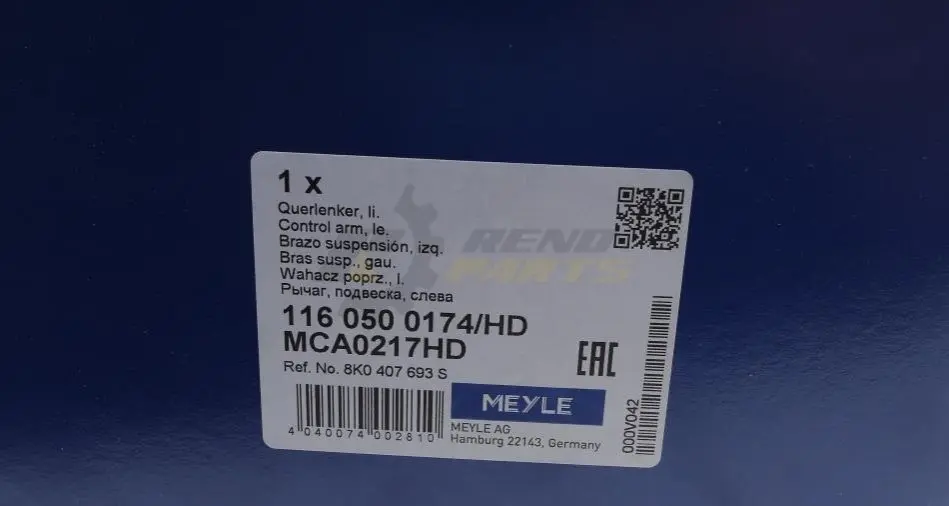 1 x
Querlenker, li.
Control arm, le.
Brazo suspensión, izq.
Bras susp., gau.
Wahacz poprz., l.
Рычаг, подвеска, слева
116 050 0174/HD
MCA0217HD
Ref. No. 8K0 407 693 S
EAC
MEYLE
MEYLE AG
Hamburg 22143, Germany
4 040074 002810
000V042
REND
PARTS